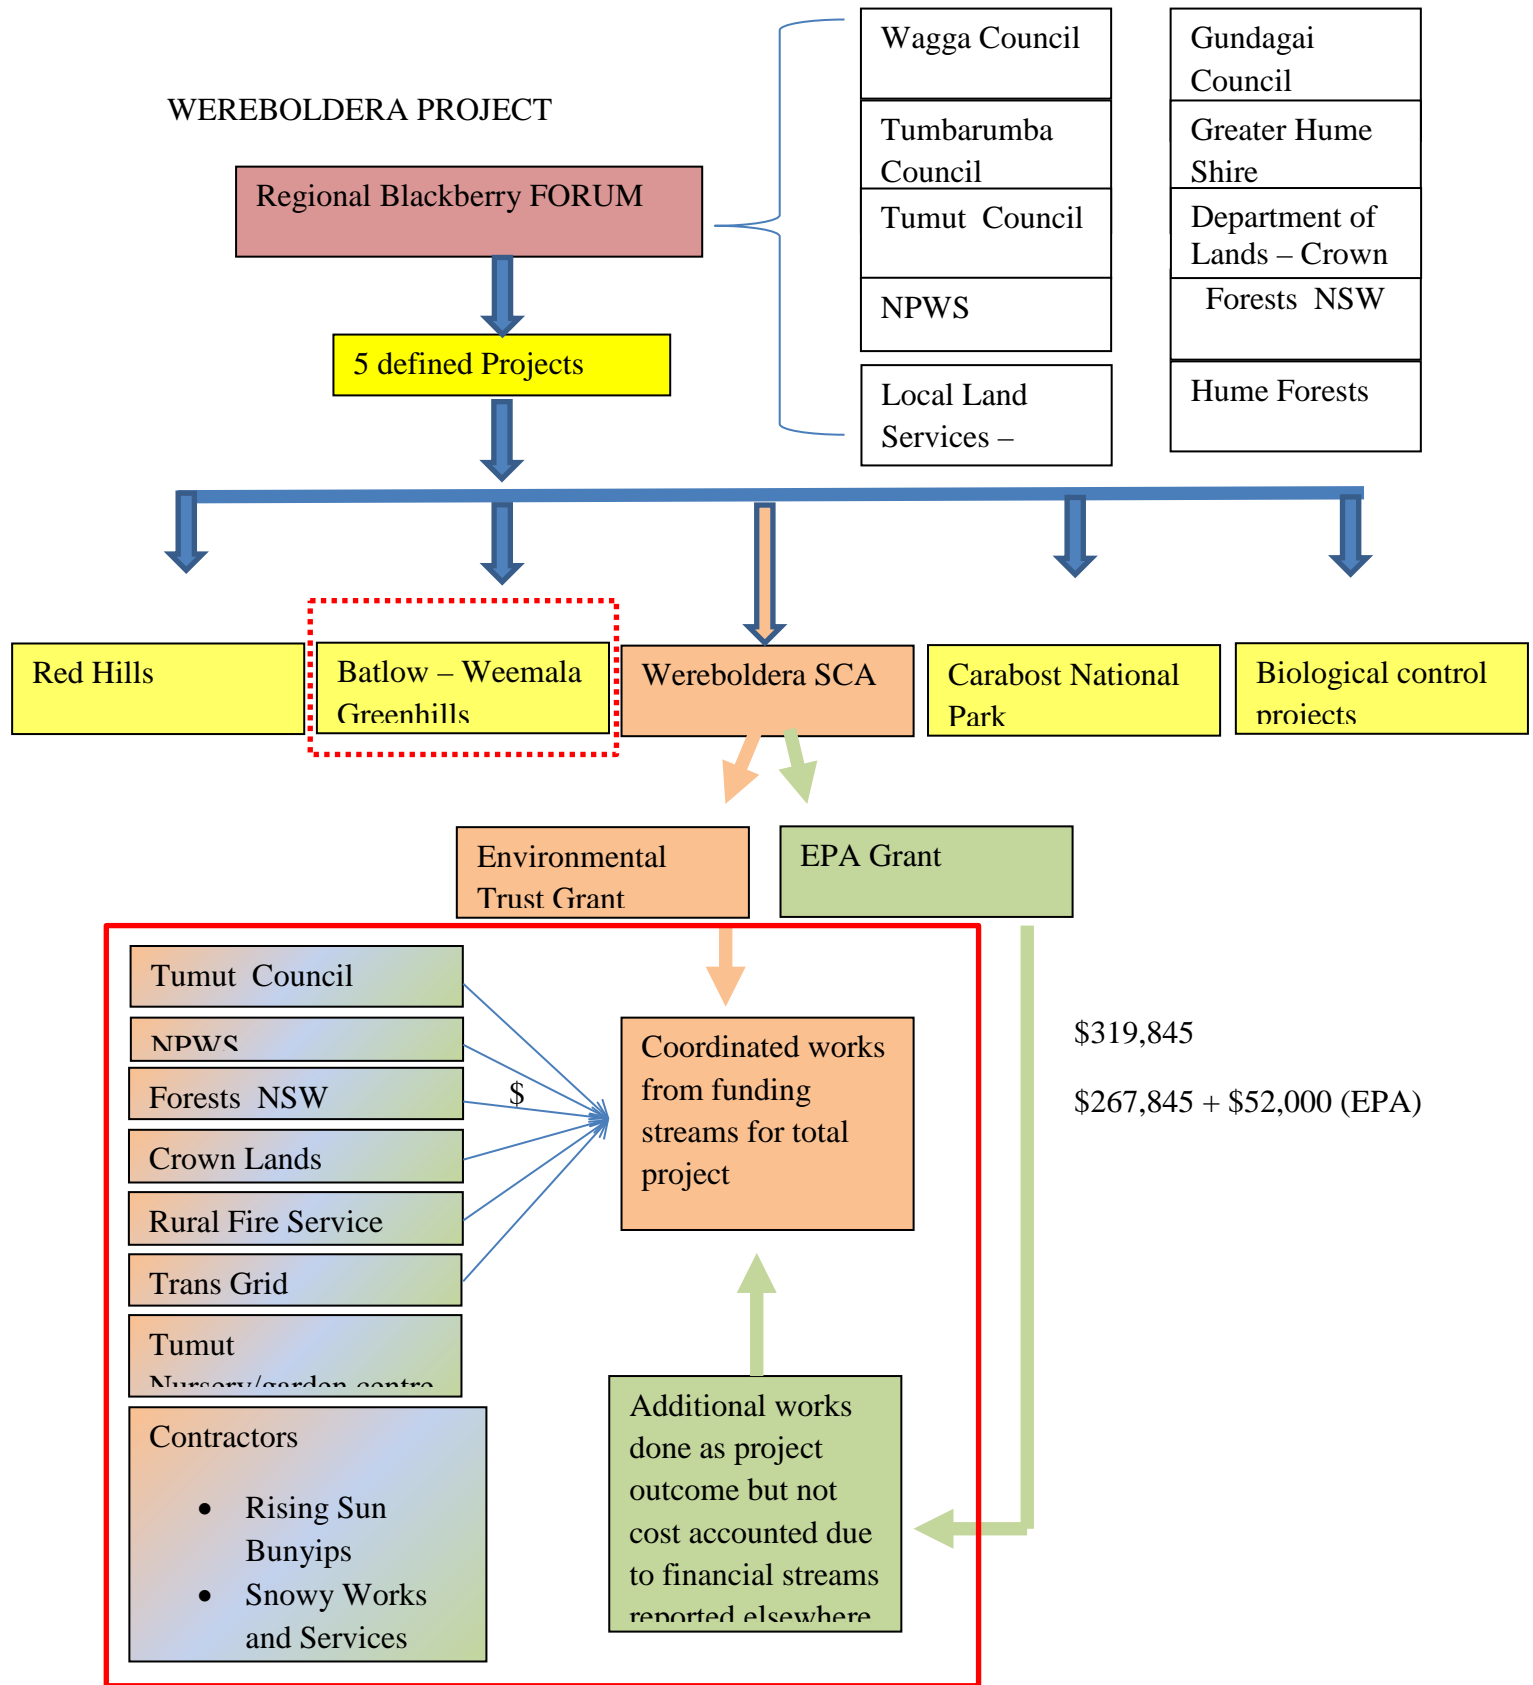 WEREBOLDERA PROJECT
Regional Blackberry FORUM
5 defined Projects
Wagga Council
Tumbarumba
Council
Tumut  Council
NPWS
Local Land
Services –
Gundagai
Council
Greater Hume
Shire
Department of
Lands – Crown
Forests  NSW
Hume Forests
Red Hills
Batlow – Weemala
Greenhills
Wereboldera SCA
Carabost National
Park
Biological control
projects
Environmental
Trust Grant
EPA Grant
Tumut  Council
NPWS
Forests  NSW
Crown Lands
Rural Fire Service
Trans Grid
Tumut
Nursery/garden centre
Contractors
• Rising Sun
Bunyips
• Snowy Works
and Services
$
Coordinated works
from funding
streams for total
project
Additional works
done as project
outcome but not
cost accounted due
to financial streams
reported elsewhere
$319,845
$267,845 + $52,000 (EPA)